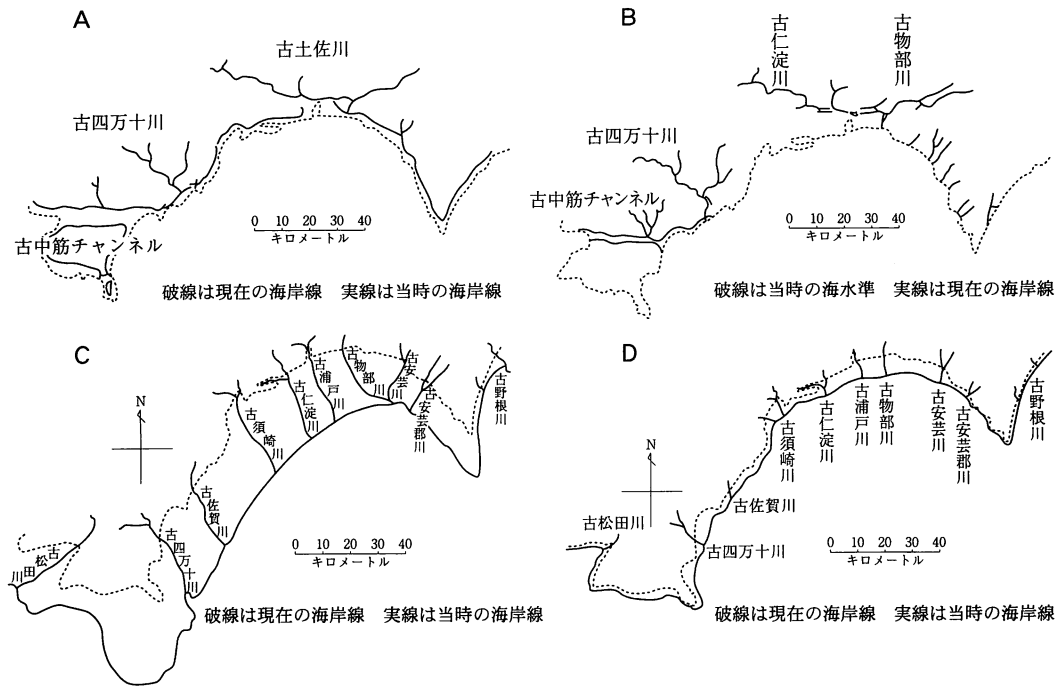 A
古土佐川
古四万十川
古中筋チャンネル
0 10 20 30 40
キロメートル
破線は現在の海岸線 実線は当時の海岸線
B
古仁淀川
古物部川
古四万十川
古中筋チャンネル
0 10 20 30 40
キロメートル
破線は当時の海水準 実線は現在の海岸線
C
N
古松田川
古四万十川
古佐賀川
古須崎川
古仁淀川
古浦戸川
古物部川
古安芸川
古安芸郡川
古野根川
0 10 20 30 40
キロメートル
破線は現在の海岸線 実線は当時の海岸線
D
N
古松田川
古四万十川
古佐賀川
古須崎川
古仁淀川
古浦戸川
古物部川
古安芸川
古安芸郡川
古野根川
0 10 20 30 40
キロメートル
破線は現在の海岸線 実線は当時の海岸線